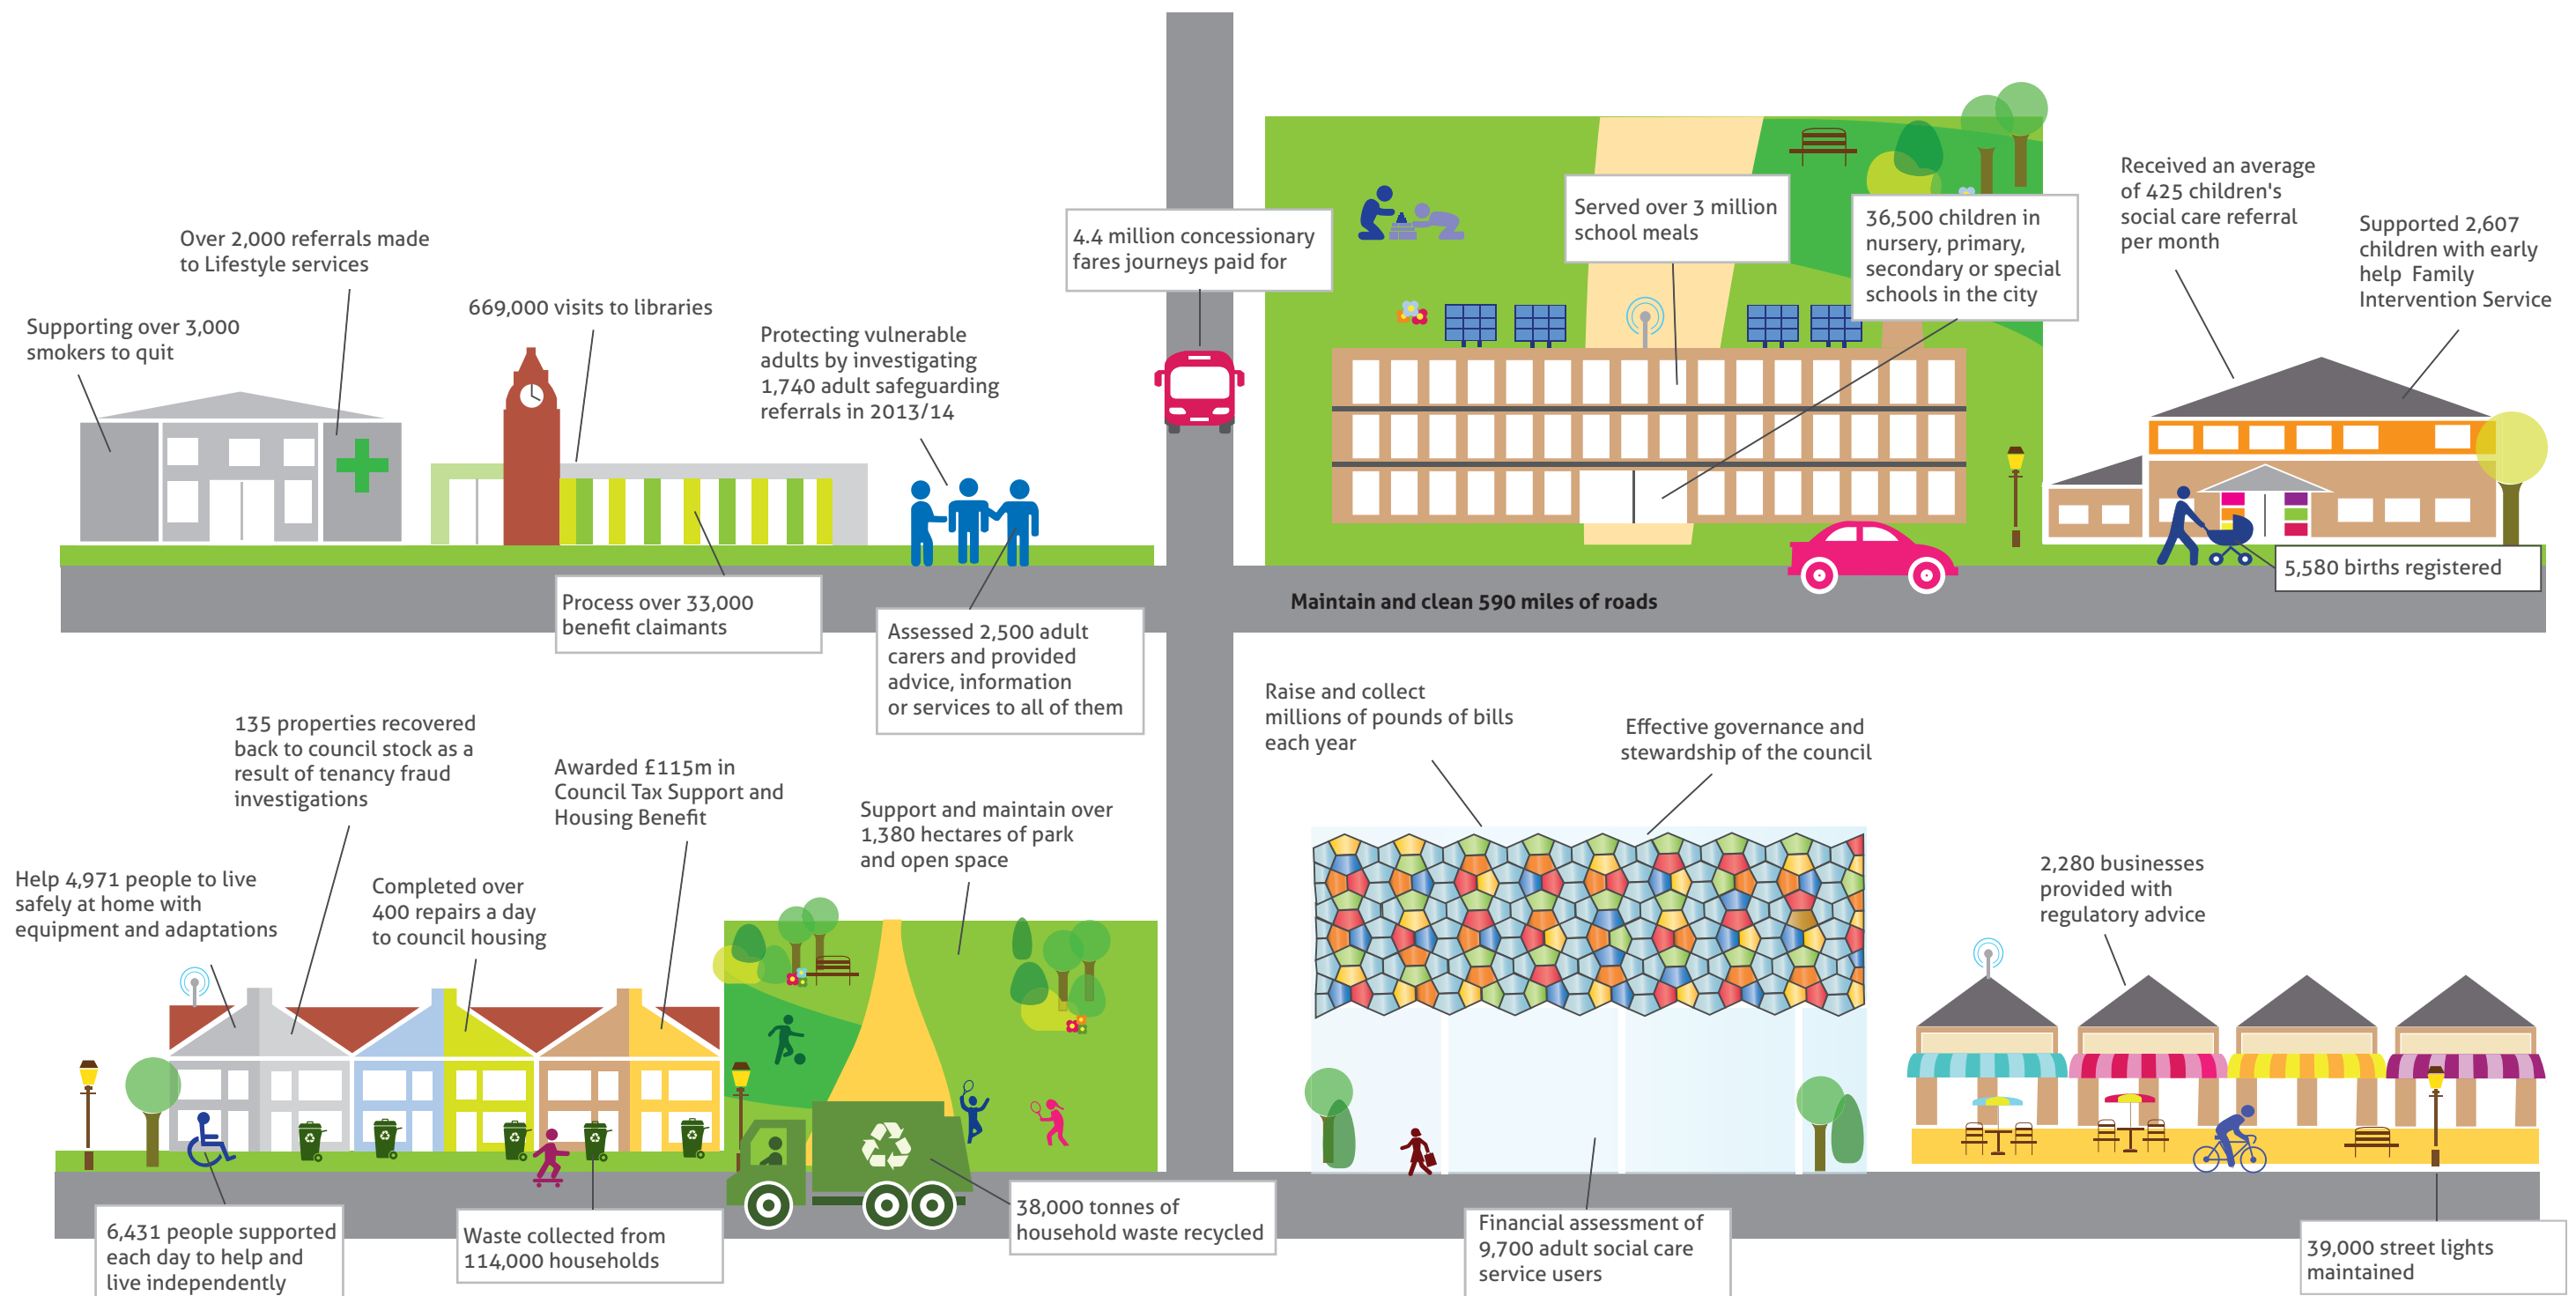 Over 2,000 referrals made
to Lifestyle services
Supporting over 3,000
smokers to quit
669,000 visits to libraries
Protecting vulnerable
adults by investigating
1,740 adult safeguarding
referrals in 2013/14
4.4 million concessionary
fares journeys paid for
Served over 3 million
school meals
36,500 children in
nursery, primary,
secondary or special
schools in the city
Received an average
of 425 children's
social care referral
per month
Supported 2,607
children with early
help Family
Intervention Service
5,580 births registered
Process over 33,000
benefit claimants
Assessed 2,500 adult
carers and provided
advice, information
or services to all of them
Maintain and clean 590 miles of roads
135 properties recovered
back to council stock as a
result of tenancy fraud
investigations
Awarded £115m in
Council Tax Support and
Housing Benefit
Support and maintain over
1,380 hectares of park
and open space
Help 4,971 people to live
safely at home with
equipment and adaptations
Completed over
400 repairs a day
to council housing
Raise and collect
millions of pounds of bills
each year
Effective governance and
stewardship of the council
2,280 businesses
provided with
regulatory advice
6,431 people supported
each day to help and
live independently
Waste collected from
114,000 households
38,000 tonnes of
household waste recycled
Financial assessment of
9,700 adult social care
service users
39,000 street lights
maintained